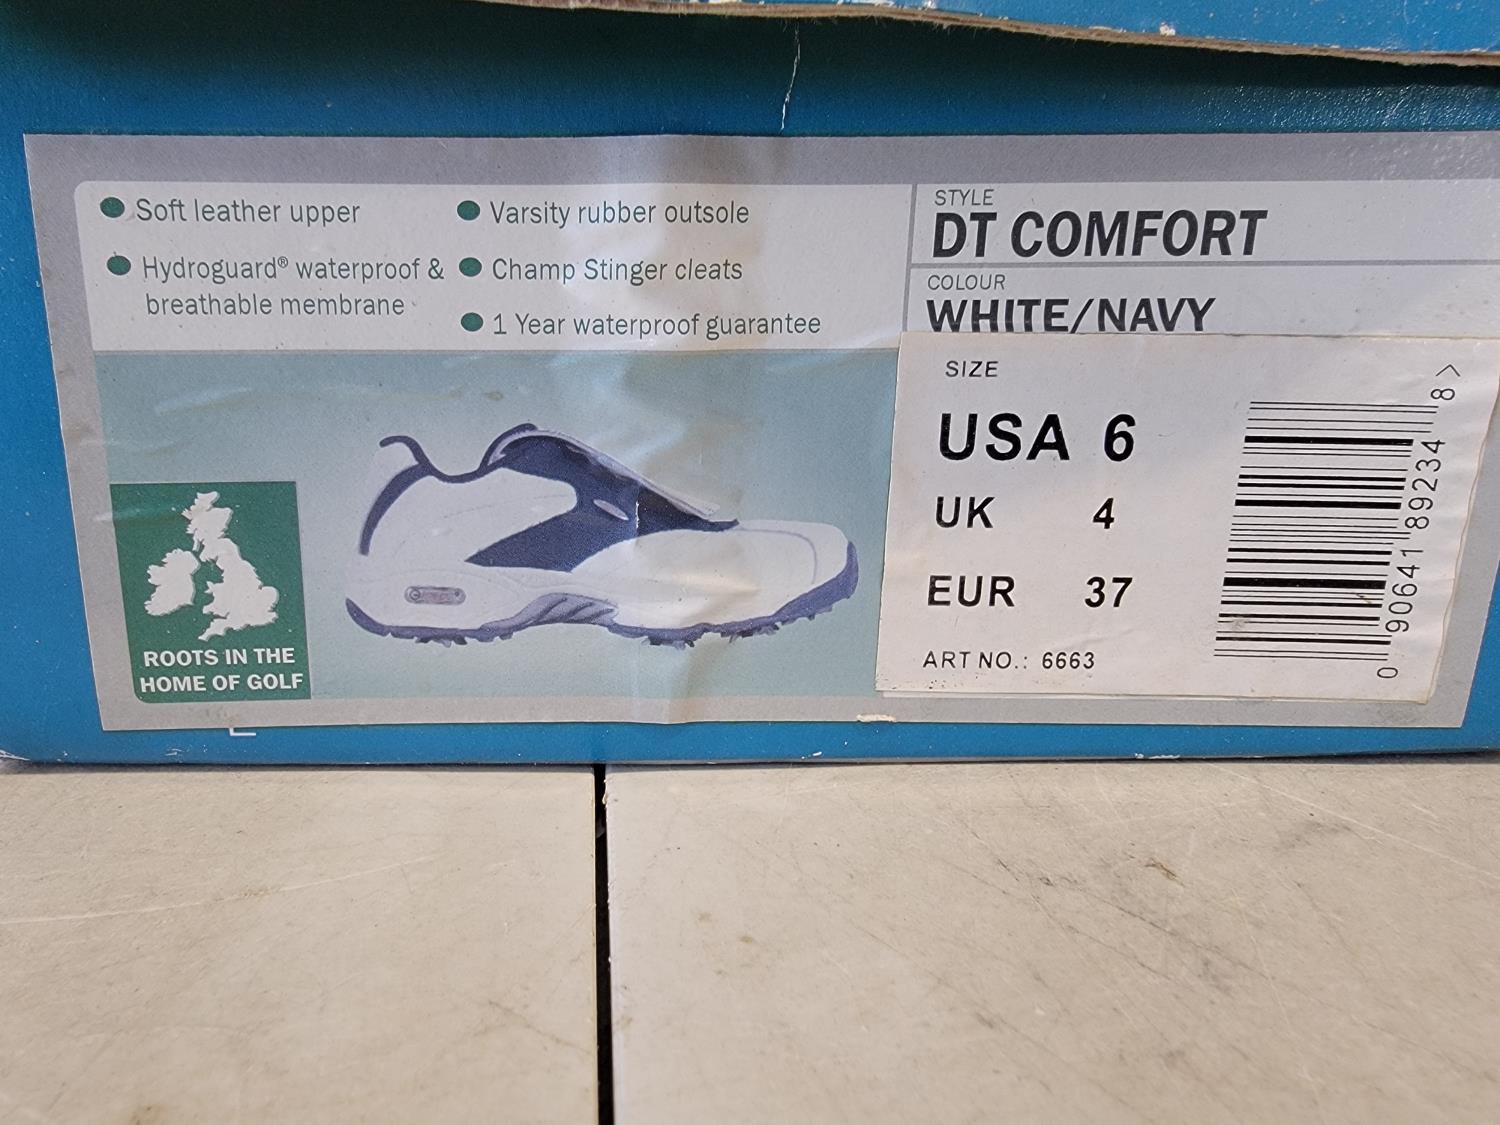 ● Soft leather upper
● Hydroguard® waterproof &
breathable membrane
● Varsity rubber outsole
● Champ Stinger cleats
● 1 Year waterproof guarantee
STYLE
DT COMFORT
COLOUR
WHITE/NAVY
SIZE
USA 6
UK 4
EUR 37
ART NO.: 6663
0 90641 89234 8 >
ROOTS IN THE
HOME OF GOLF